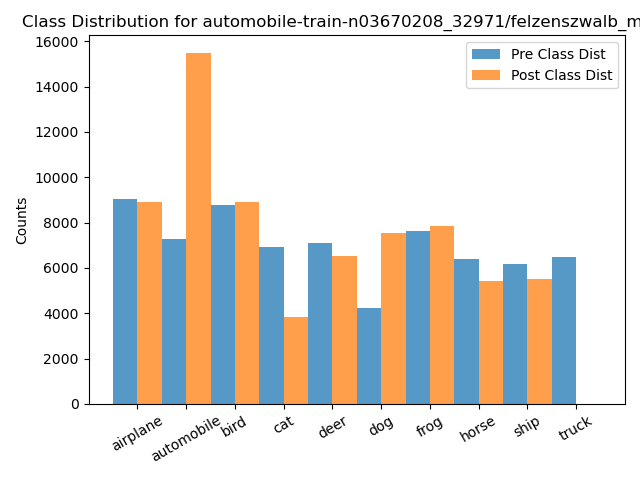 Class Distribution for automobile-train-n03670208_32971/felzenszwalb_m
Pre Class Dist
Post Class Dist
Counts
16000
14000
12000
10000
8000
6000
4000
2000
0
airplane
automobile
bird
cat
deer
dog
frog
horse
ship
truck